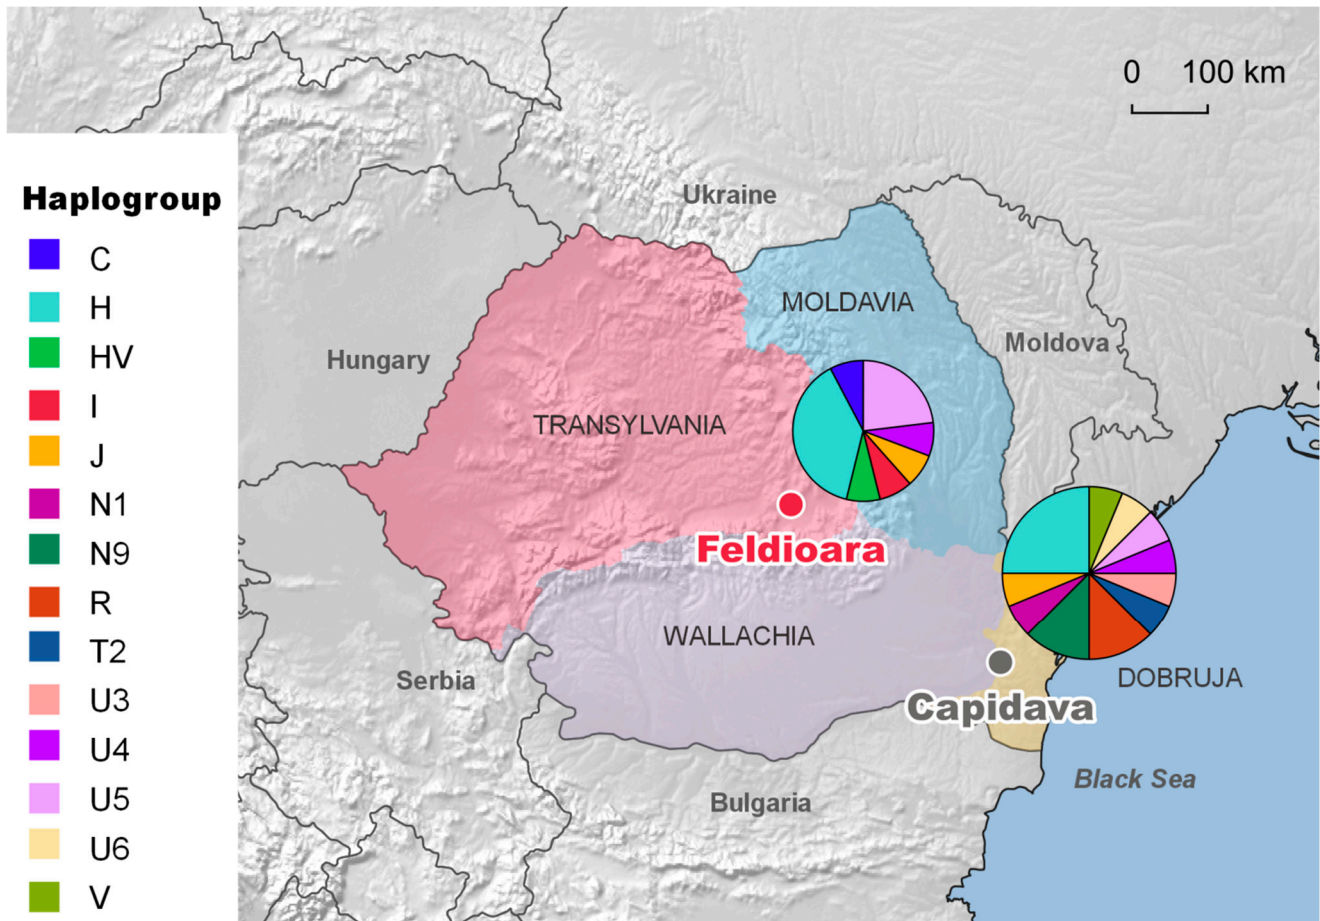 0 100 km
Ukraine
Haplogroup
C
H
HV
I
J
N1
N9
R
T2
U3
U4
U5
U6
V
MOLDAVIA
Moldova
Hungary
TRANSYLVANIA
Feldioara
WALLACHIA
Serbia
DOBRUJA
Capidava
Black Sea
Bulgaria